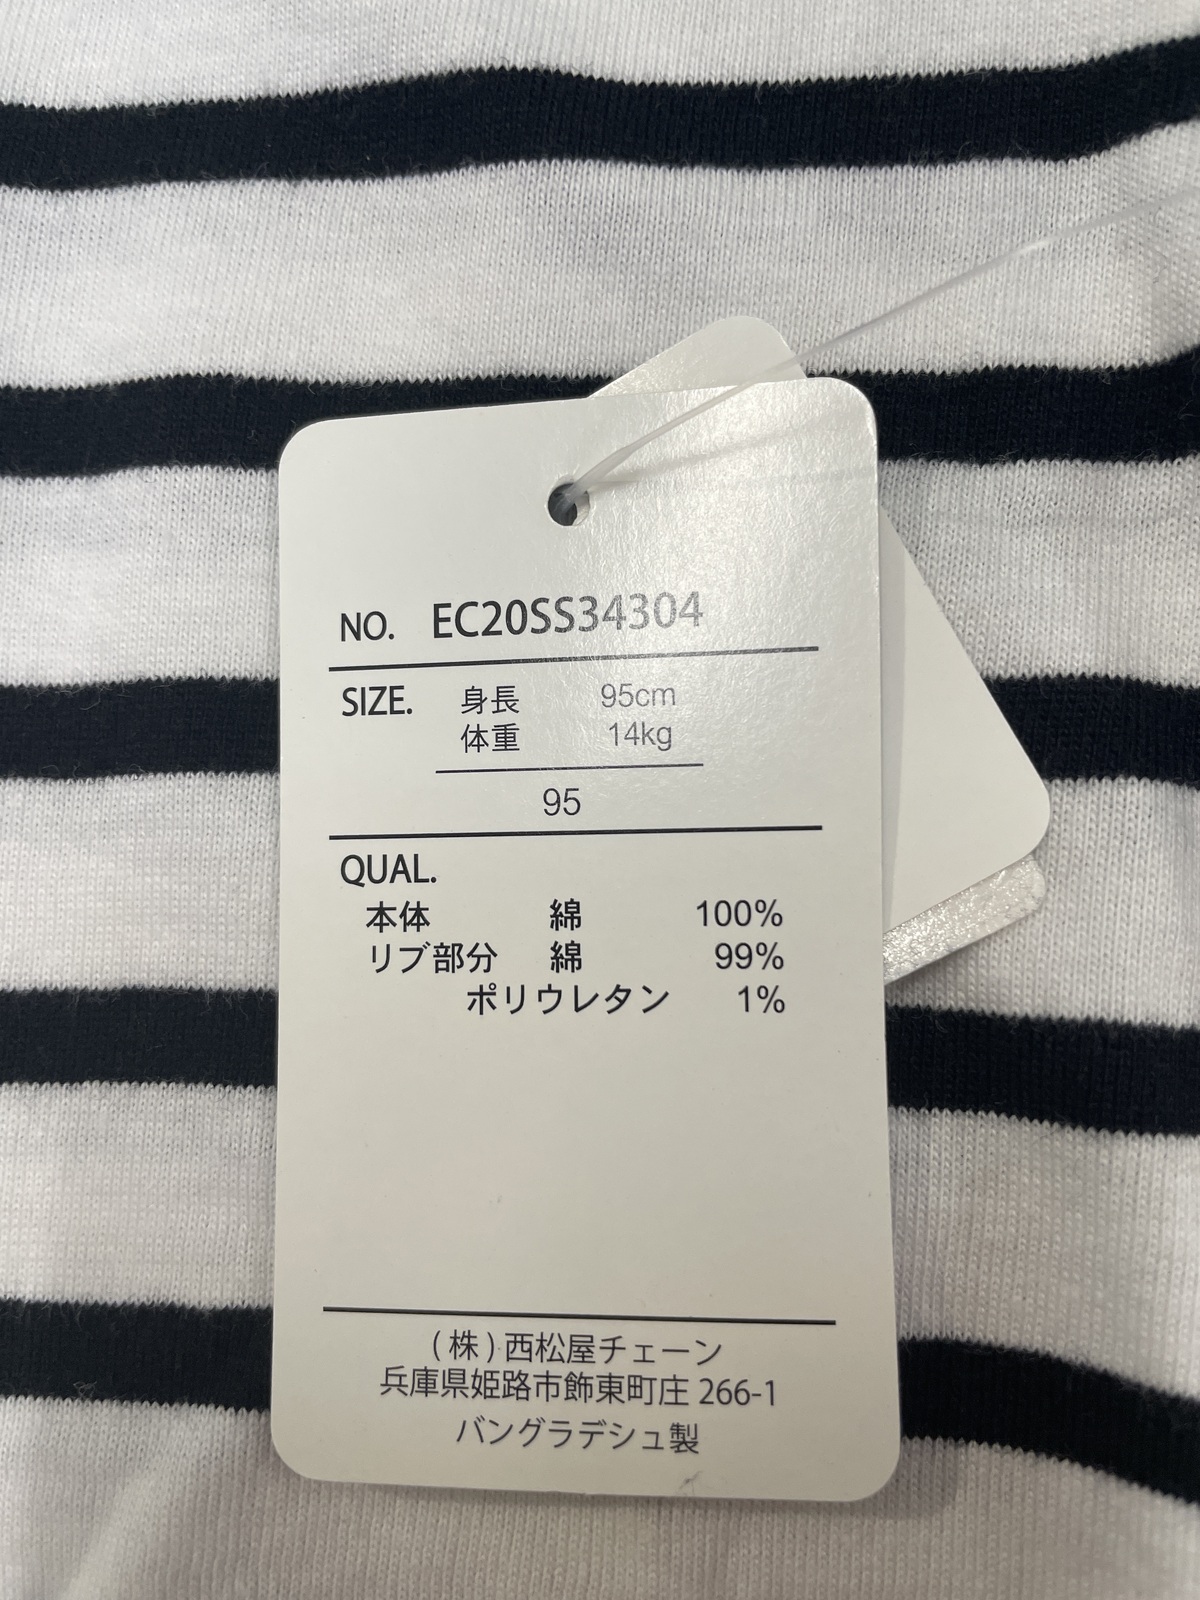 NO. EC20SS34304
SIZE. 身長 95cm
体重 14kg
95
QUAL.
本体 綿 100%
リブ部分 綿 99%
ポリウレタン 1%
(株)西松屋チェーン
兵庫県姫路市飾東町庄 266-1
バングラデシュ製